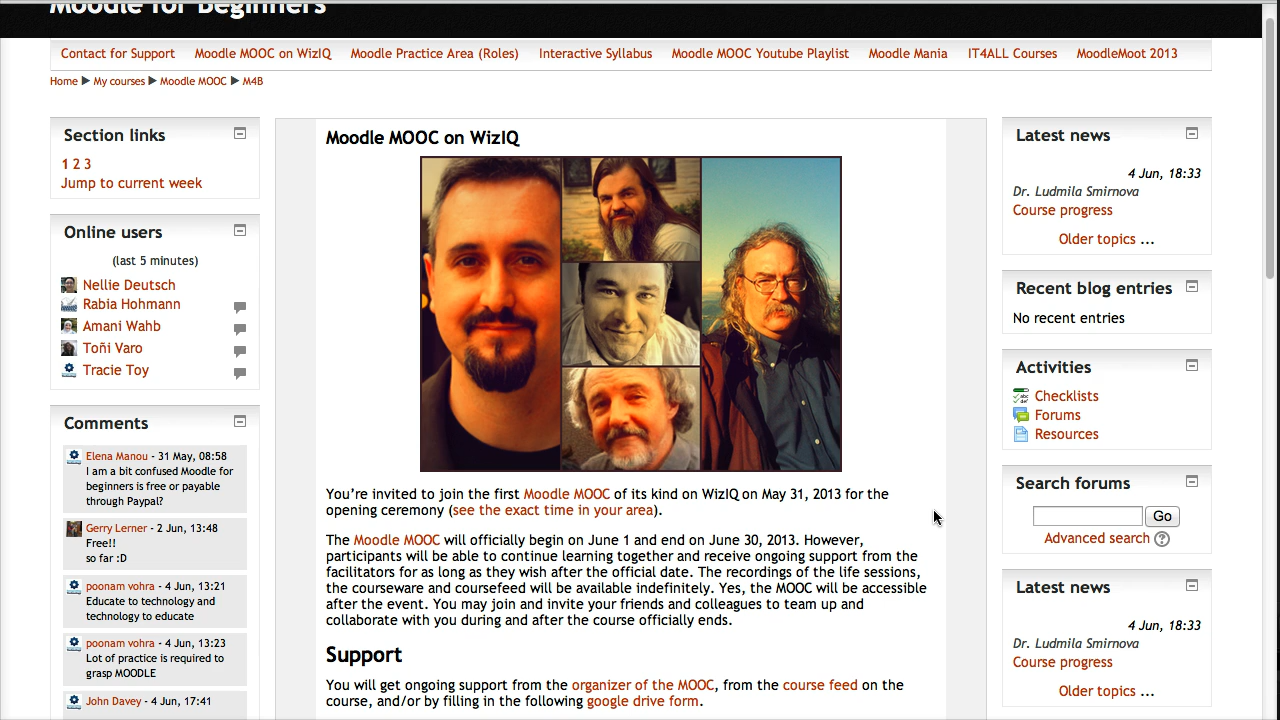 Moodle for Beginners
Contact for Support Moodle MOOC on WizIQ Moodle Practice Area (Roles) Interactive Syllabus Moodle MOOC Youtube Playlist Moodle Mania IT4ALL Courses MoodleMoot 2013
Home ▶ My courses ▶ Moodle MOOC ▶ M4B
Section links
1 2 3
Jump to current week
Online users
(last 5 minutes)
Nellie Deutsch
Rabia Hohmann
Amani Wahb
Toñi Varo
Tracie Toy
Comments
Elena Manou - 31 May, 08:58
I am a bit confused Moodle for
beginners is free or payable
through Paypal?
Gerry Lerner - 2 Jun, 13:48
Free!!
so far :D
poonam vohra - 4 Jun, 13:21
Educate to technology and
technology to educate
poonam vohra - 4 Jun, 13:23
Lot of practice is required to
grasp MOODLE
John Davey - 4 Jun, 17:41
Moodle MOOC on WizIQ
You’re invited to join the first Moodle MOOC of its kind on WizIQ on May 31, 2013 for the
opening ceremony (see the exact time in your area).
The Moodle MOOC will officially begin on June 1 and end on June 30, 2013. However,
participants will be able to continue learning together and receive ongoing support from the
facilitators for as long as they wish after the official date. The recordings of the life sessions,
the courseware and coursefeed will be available indefinitely. Yes, the MOOC will be accessible
after the event. You may join and invite your friends and colleagues to team up and
collaborate with you during and after the course officially ends.
Support
You will get ongoing support from the organizer of the MOOC, from the course feed on the
course, and/or by filling in the following google drive form.
Latest news
4 Jun, 18:33
Dr. Ludmila Smirnova
Course progress
Older topics ...
Recent blog entries
No recent entries
Activities
Checklists
Forums
Resources
Search forums
Go
Advanced search ?
Latest news
4 Jun, 18:33
Dr. Ludmila Smirnova
Course progress
Older topics ...